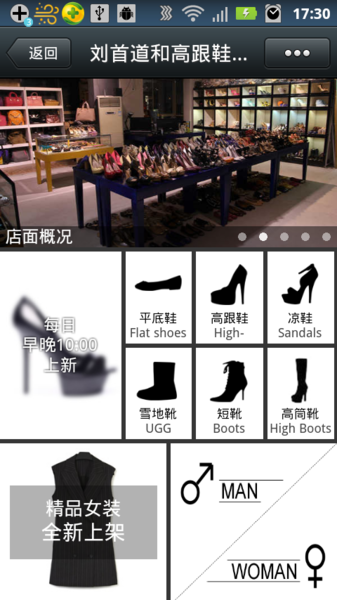 17:30
返回
刘首道和高跟鞋...
店面概况
每日
早晚10:00
上新
平底鞋
Flat shoes
高跟鞋
High-
凉鞋
Sandals
雪地靴
UGG
短靴
Boots
高筒靴
High Boots
精品女装
全新上架
MAN
WOMAN